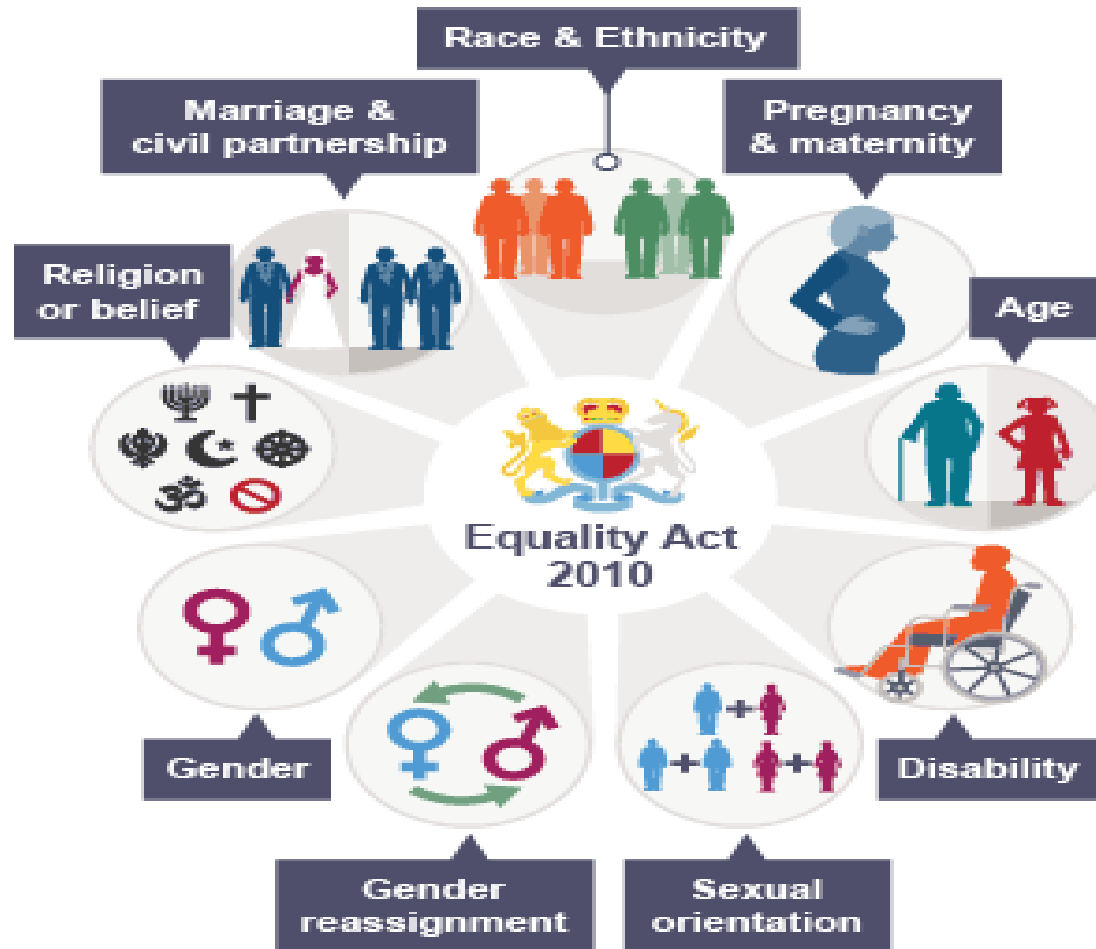 Race & Ethnicity
Marriage &
civil partnership
Pregnancy
& maternity
Religion
or belief
Age
Equality Act
2010
Gender
Disability
Gender
reassignment
Sexual
orientation